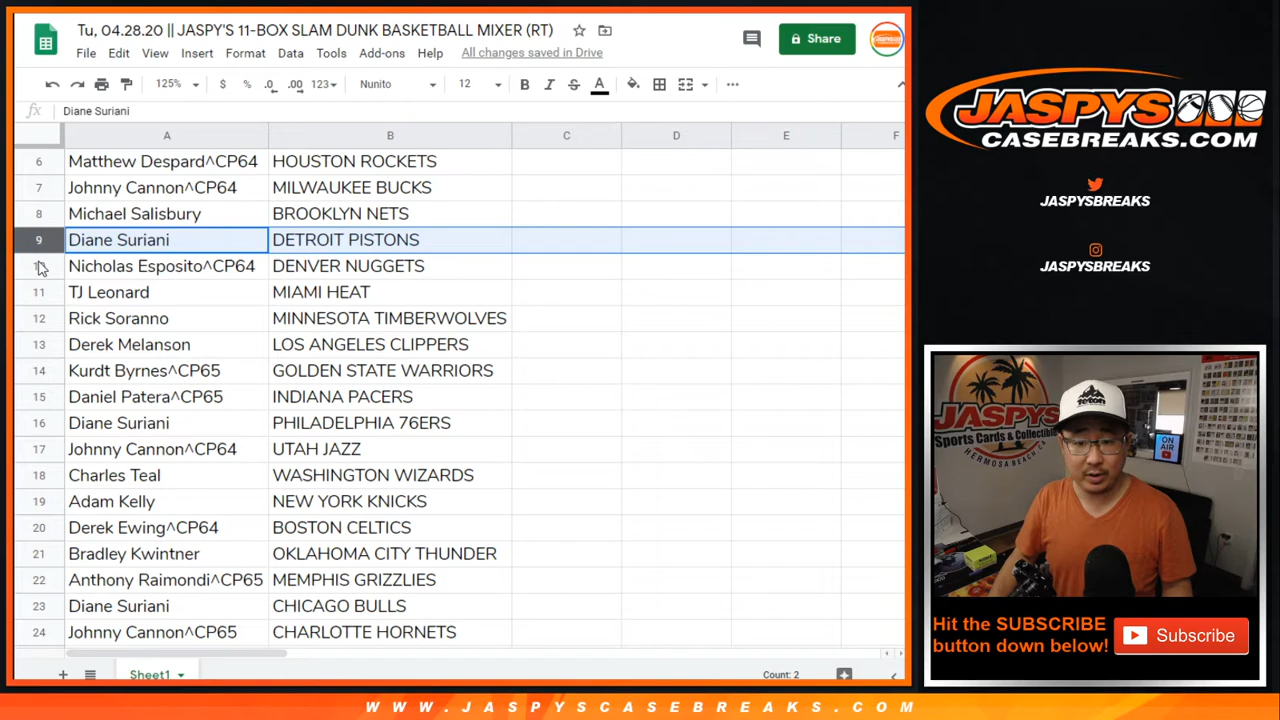 Tu, 04.28.20 || JASPY'S 11-BOX SLAM DUNK BASKETBALL MIXER (RT)
File Edit View Insert Format Data Tools Add-ons Help All changes saved in Drive
Share
125% $ % .0 .00 123 Nunito 12 B I S A
fx Diane Suriani
A B C D E F
6 Matthew Despard^CP64 HOUSTON ROCKETS
7 Johnny Cannon^CP64 MILWAUKEE BUCKS
8 Michael Salisbury BROOKLYN NETS
9 Diane Suriani DETROIT PISTONS
Nicholas Esposito^CP64 DENVER NUGGETS
11 TJ Leonard MIAMI HEAT
12 Rick Soranno MINNESOTA TIMBERWOLVES
13 Derek Melanson LOS ANGELES CLIPPERS
14 Kurdt Byrnes^CP65 GOLDEN STATE WARRIORS
15 Daniel Patera^CP65 INDIANA PACERS
16 Diane Suriani PHILADELPHIA 76ERS
17 Johnny Cannon^CP64 UTAH JAZZ
18 Charles Teal WASHINGTON WIZARDS
19 Adam Kelly NEW YORK KNICKS
20 Derek Ewing^CP64 BOSTON CELTICS
21 Bradley Kwintner OKLAHOMA CITY THUNDER
22 Anthony Raimondi^CP65 MEMPHIS GRIZZLIES
23 Diane Suriani CHICAGO BULLS
24 Johnny Cannon^CP65 CHARLOTTE HORNETS
Sheet1
Count: 2
JASPYS
CASEBREAKS.COM
JASPYSBREAKS
JASPYSBREAKS
JASPYS
Sports Cards & Collectibles
HERMOSA BEACH
ON AIR
teton
Hit the SUBSCRIBE
button down below!
Subscribe
WWW.JASPYSCASEBREAKS.COM